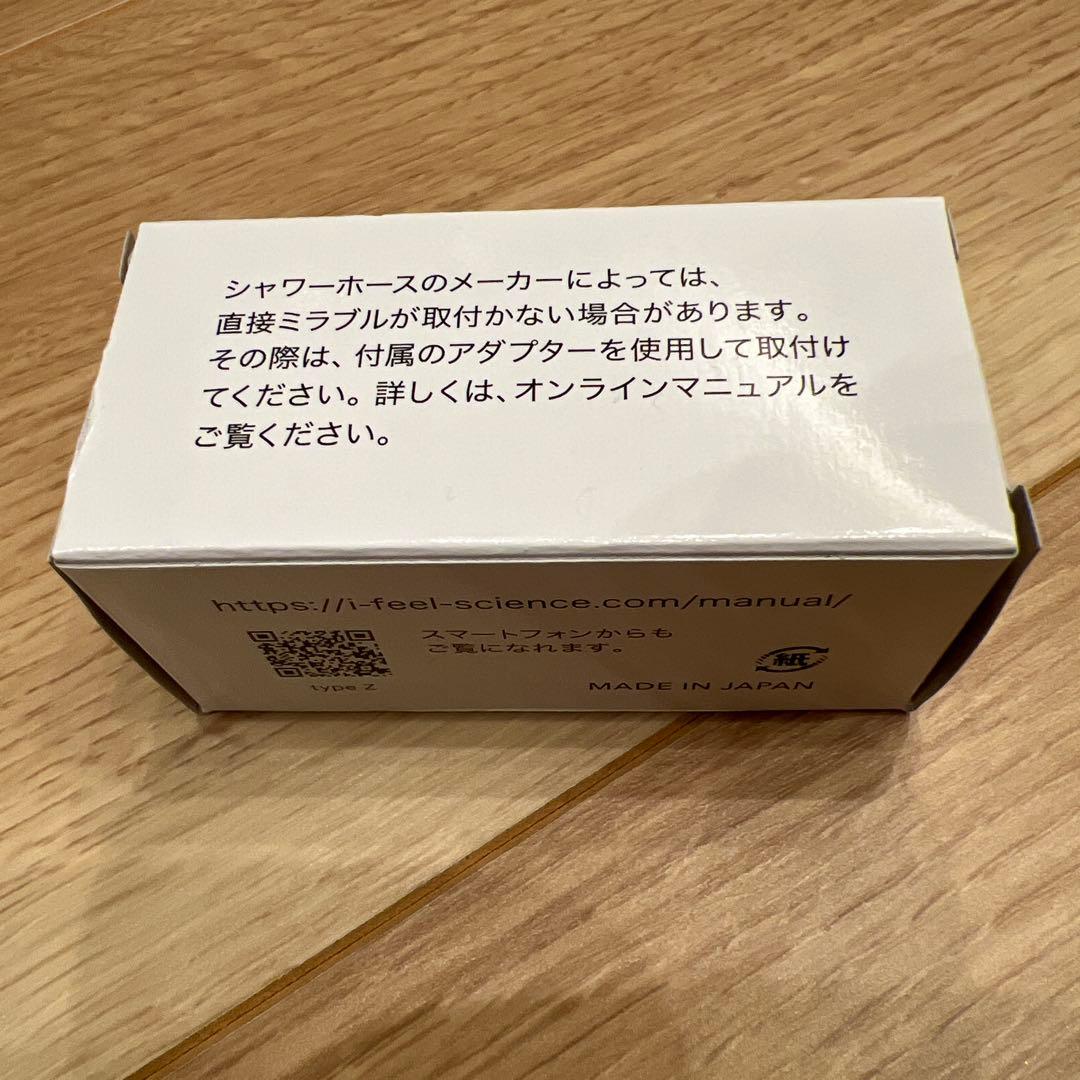 シャワーホースのメーカーによっては、
直接ミラブルが取付かない場合があります。
その際は、付属のアダプターを使用して取付け
てください。詳しくは、オンラインマニュアルを
ご覧ください。
https://i-feel-science.com/manual/
スマートフォンからも
ご覧になれます。
type Z
紙
MADE IN JAPAN